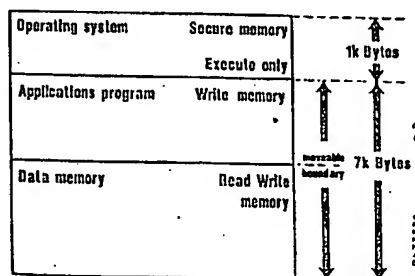 Operating system Secure memory
1k Bytes
Execute only
Applications program Write memory
moveable
boundary
7k Bytes
Data memory Read Write
memory